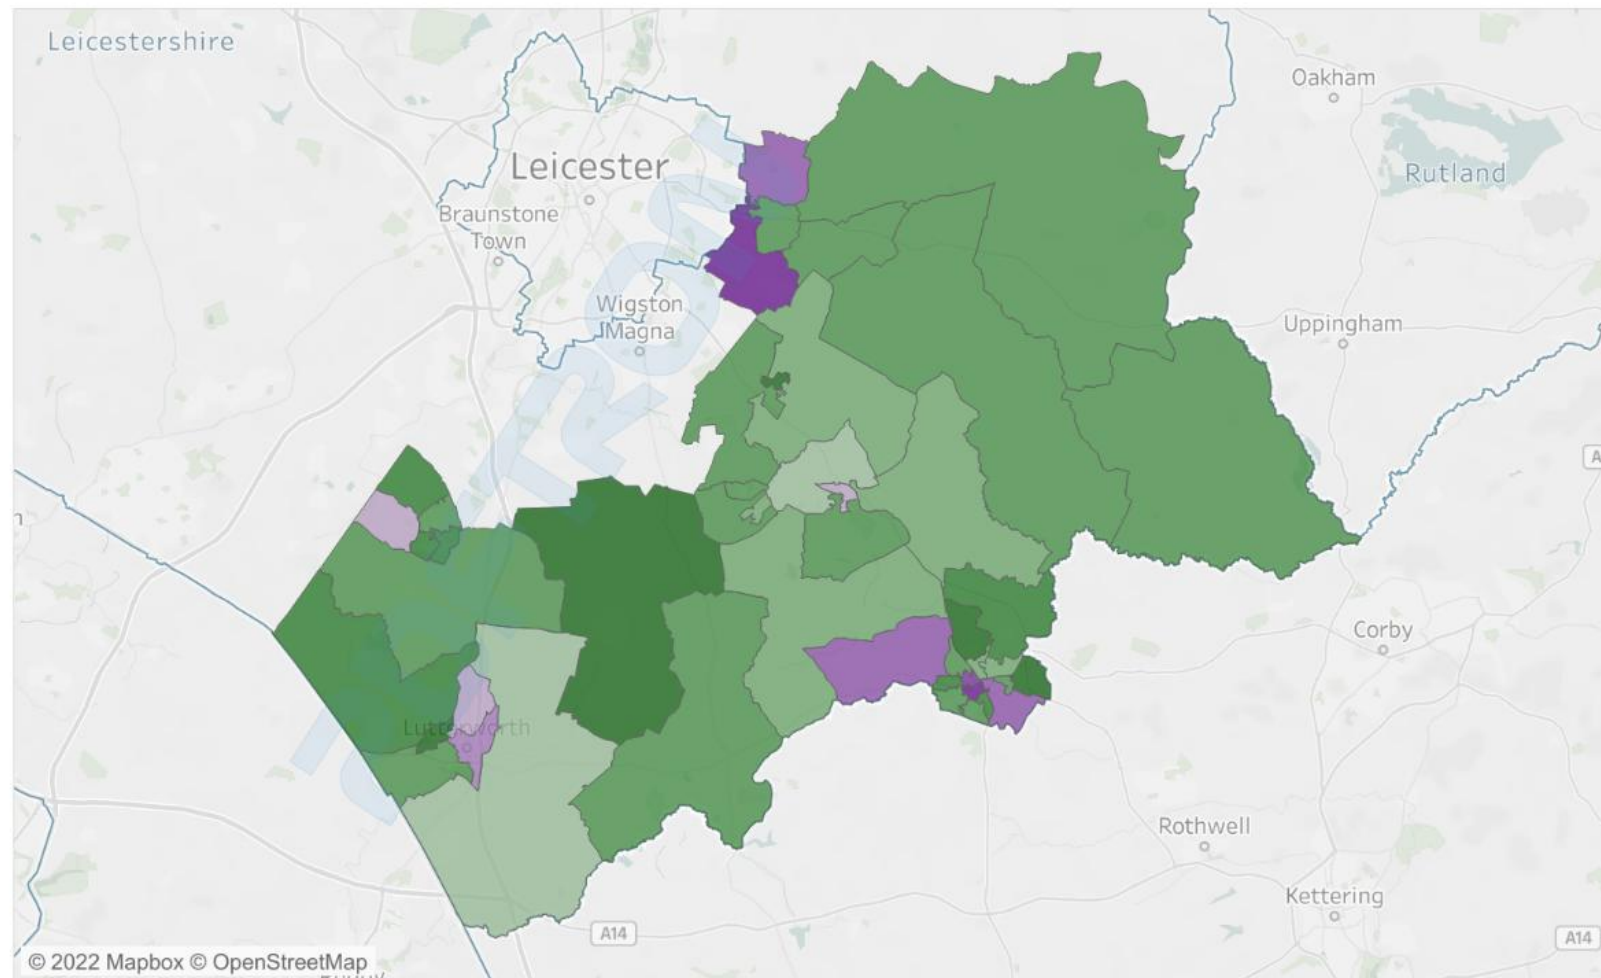 Leicestershire
Oakham
Leicester
Rutland
Braunstone
Town
Wigston
Magna
Uppingham
Corby
Lutterworth
Rothwell
Kettering
A14
A14
© 2022 Mapbox © OpenStreetMap